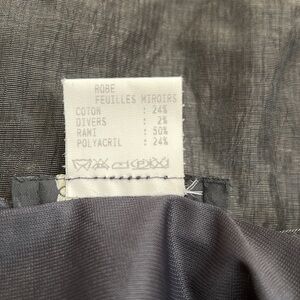 ROBE
FEUILLES MIROIRS
COTON : 24%
DIVERS : 2%
RAMI : 50%
POLYACRIL : 24%